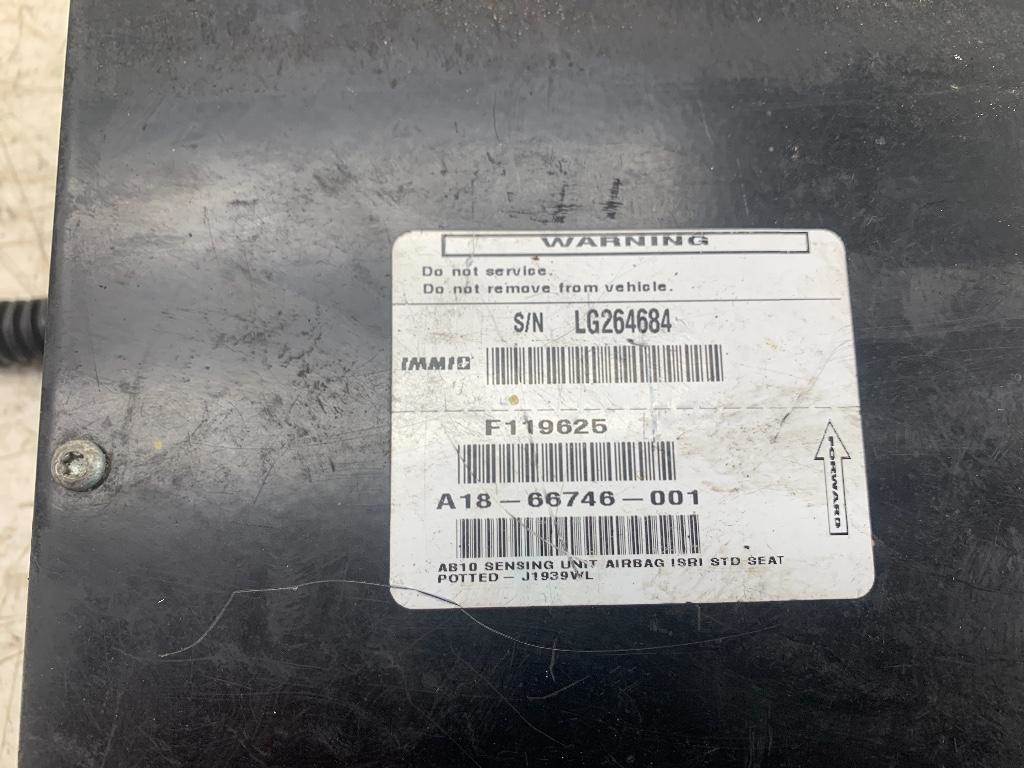 WARNING
Do not service.
Do not remove from vehicle.
S/N LG264684
IMMI
F119625
FORWARD
A18-66746-001
AB10 SENSING UNIT AIRBAG ISRI STD SEAT
POTTED - J1939WL